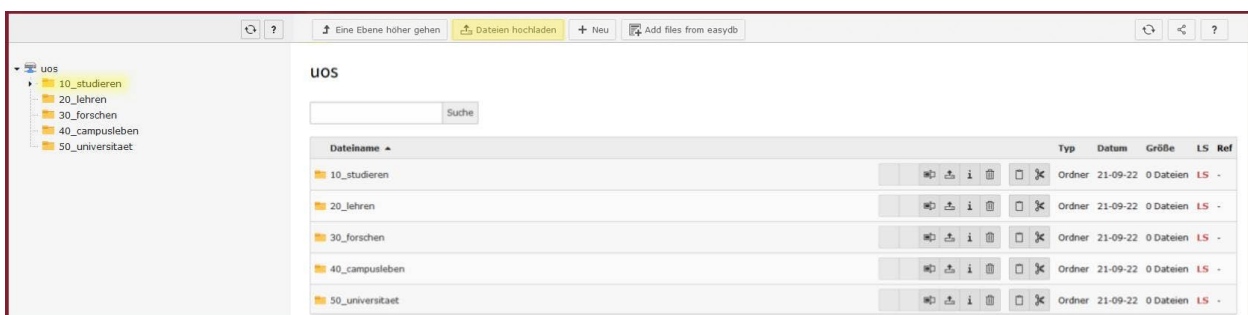 ? Eine Ebene höher gehen Dateien hochladen + Neu Add files from easydb ?
uos
10_studieren
20_lehren
30_forschen
40_campusleben
50_universitaet
uos
Suche
Dateiname Typ Datum Größe LS Ref
10_studieren i Ordner 21-09-22 0 Dateien LS -
20_lehren i Ordner 21-09-22 0 Dateien LS -
30_forschen i Ordner 21-09-22 0 Dateien LS -
40_campusleben i Ordner 21-09-22 0 Dateien LS -
50_universitaet i Ordner 21-09-22 0 Dateien LS -